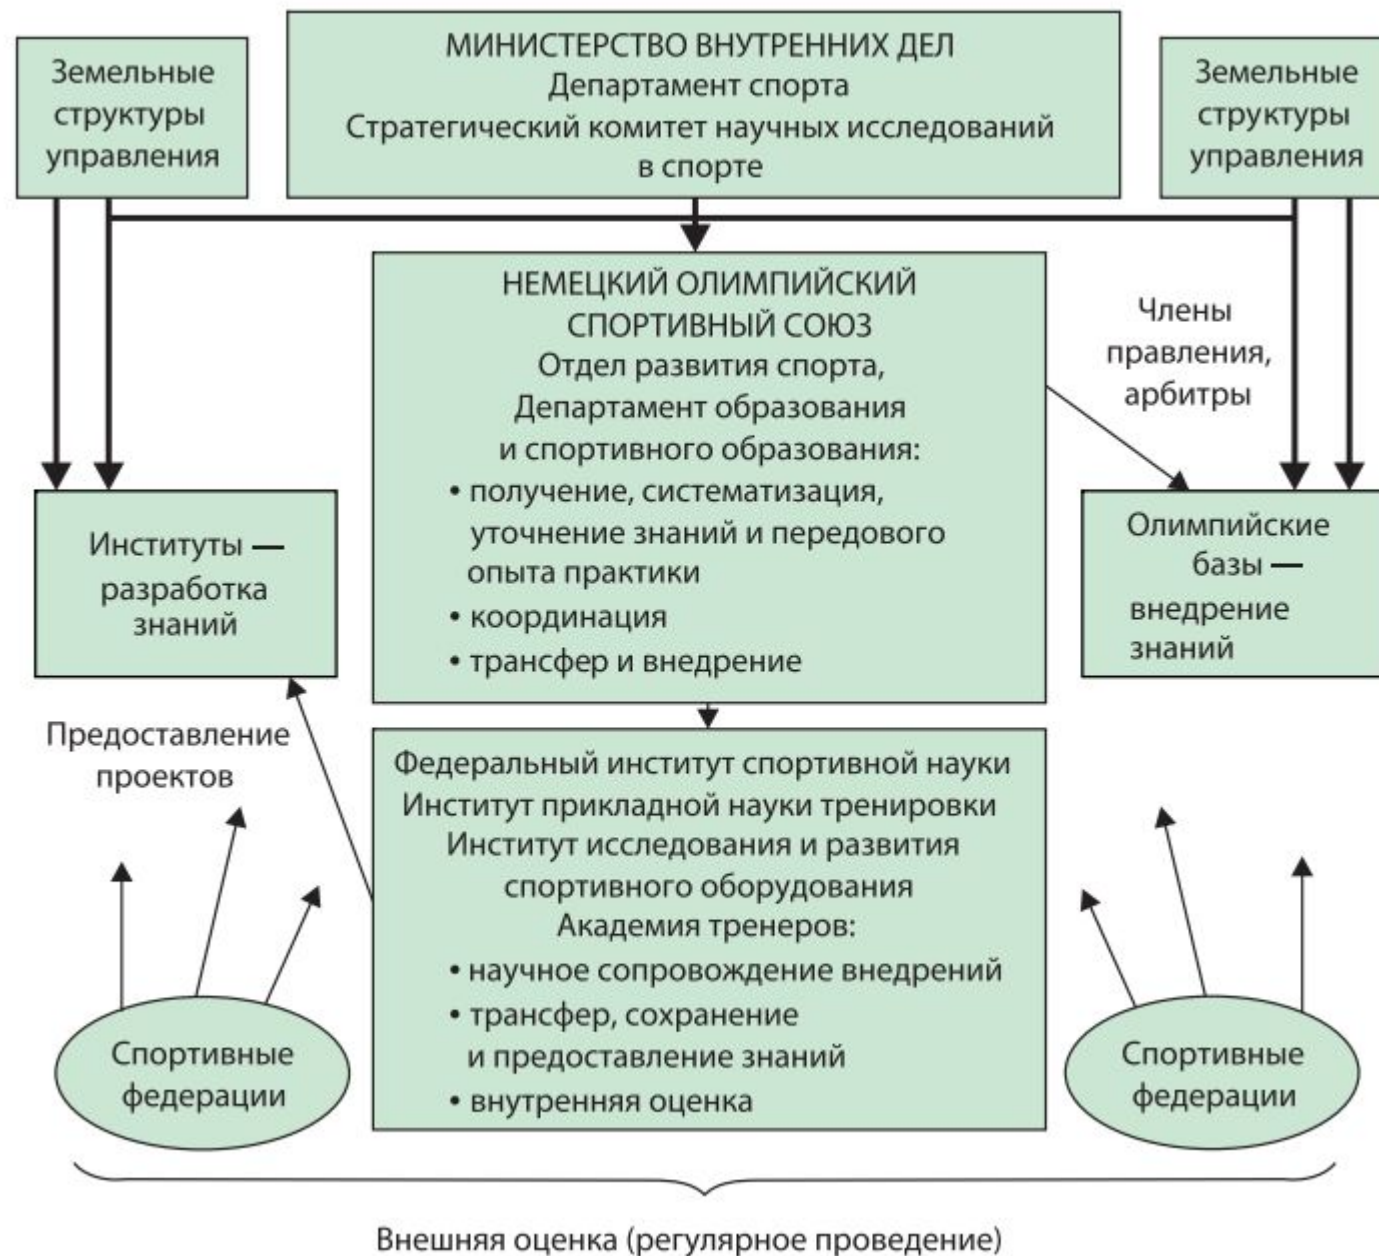 Земельные
структуры
управления
МИНИСТЕРСТВО ВНУТРЕННИХ ДЕЛ
Департамент спорта
Стратегический комитет научных исследований
в спорте
Земельные
структуры
управления
НЕМЕЦКИЙ ОЛИМПИЙСКИЙ
СПОРТИВНЫЙ СОЮЗ
Отдел развития спорта,
Департамент образования
и спортивного образования:
• получение, систематизация,
уточнение знаний и передового
опыта практики
• координация
• трансфер и внедрение
Члены
правления,
арбитры
Институты —
разработка
знаний
Олимпийские
базы —
внедрение
знаний
Предоставление
проектов
Федеральный институт спортивной науки
Институт прикладной науки тренировки
Институт исследования и развития
спортивного оборудования
Академия тренеров:
• научное сопровождение внедрений
• трансфер, сохранение
и предоставление знаний
• внутренняя оценка
Спортивные
федерации
Спортивные
федерации
Внешняя оценка (регулярное проведение)